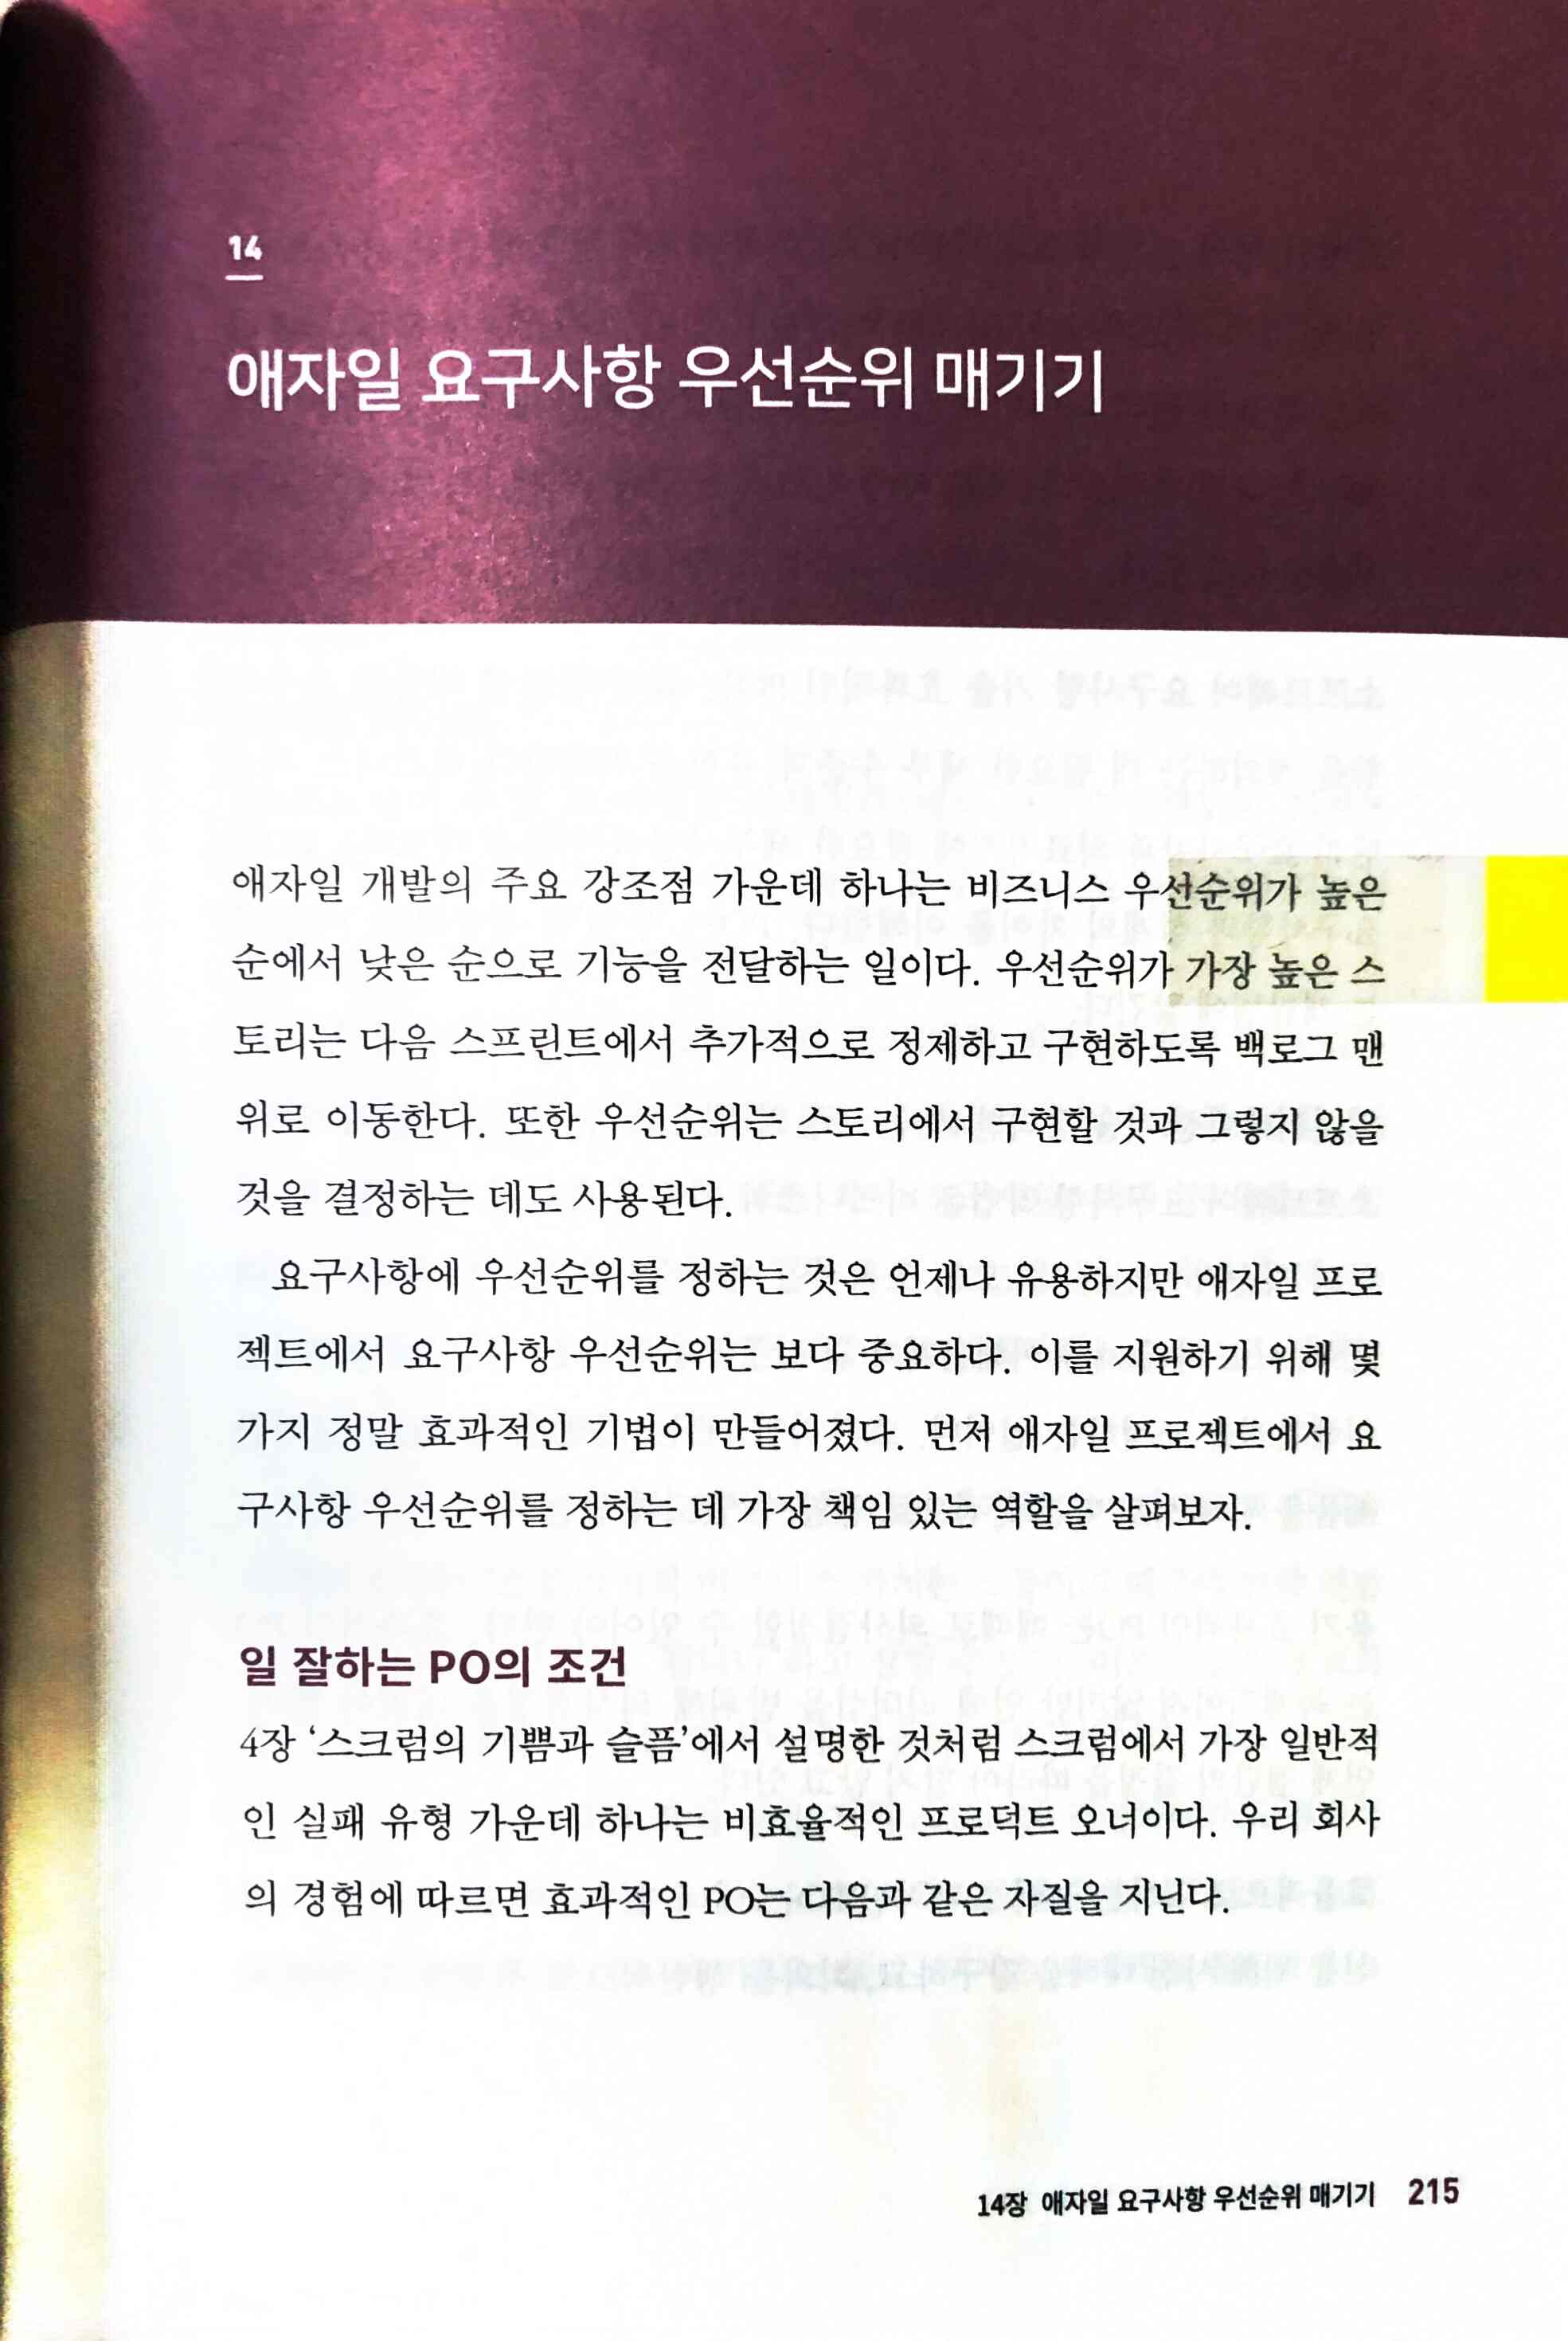 14
애자일 요구사항 우선순위 매기기
애자일 개발의 주요 강조점 가운데 하나는 비즈니스 우선순위가 높은
순에서 낮은 순으로 기능을 전달하는 일이다. 우선순위가 가장 높은 스
토리는 다음 스프린트에서 추가적으로 정제하고 구현하도록 백로그 맨
위로 이동한다. 또한 우선순위는 스토리에서 구현할 것과 그렇지 않을
것을 결정하는 데도 사용된다.
요구사항에 우선순위를 정하는 것은 언제나 유용하지만 애자일 프로
젝트에서 요구사항 우선순위는 보다 중요하다. 이를 지원하기 위해 몇
가지 정말 효과적인 기법이 만들어졌다. 먼저 애자일 프로젝트에서 요
구사항 우선순위를 정하는 데 가장 책임 있는 역할을 살펴보자.
일 잘하는 PO의 조건
4장 ‘스크럼의 기쁨과 슬픔’에서 설명한 것처럼 스크럼에서 가장 일반적
인 실패 유형 가운데 하나는 비효율적인 프로덕트 오너이다. 우리 회사
의 경험에 따르면 효과적인 PO는 다음과 같은 자질을 지닌다.
14장 애자일 요구사항 우선순위 매기기 215